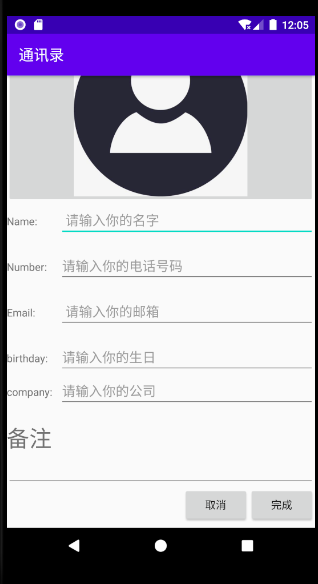 12:05
通讯录
Name: 请输入你的名字
Number: 请输入你的电话号码
Email: 请输入你的邮箱
birthday: 请输入你的生日
company: 请输入你的公司
备注
取消 完成